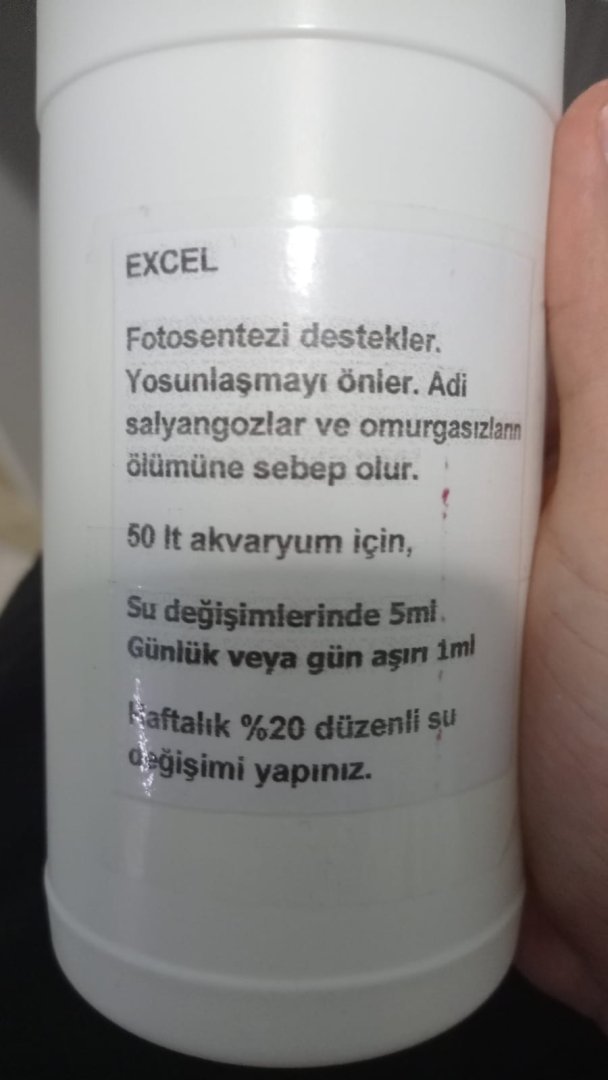 EXCEL
Fotosentezi destekler.
Yosunlaşmayı önler. Adi
salyangozlar ve omurgasızların
ölümüne sebep olur.
50 lt akvaryum için,
Su değişimlerinde 5ml.
Günlük veya gün aşırı 1ml
Haftalık %20 düzenli su
değişimi yapınız.